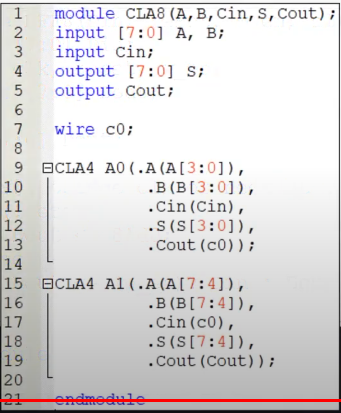 1 module CLA8(A,B,Cin,S,Cout);
2 input [7:0] A, B;
3 input Cin;
4 output [7:0] S;
5 output Cout;
6
7 wire c0;
8
9 CLA4 A0(.A(A[3:0]),
10 .B(B[3:0]),
11 .Cin(Cin),
12 .S(S[3:0]),
13 .Cout(c0));
14
15 CLA4 A1(.A(A[7:4]),
16 .B(B[7:4]),
17 .Cin(c0),
18 .S(S[7:4]),
19 .Cout(Cout));
20
21 endmodule